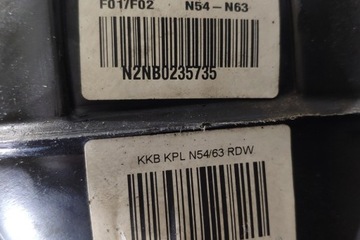 F01/F02 N54-N63
N2NB0235735
KKB KPL N54/63 RDW